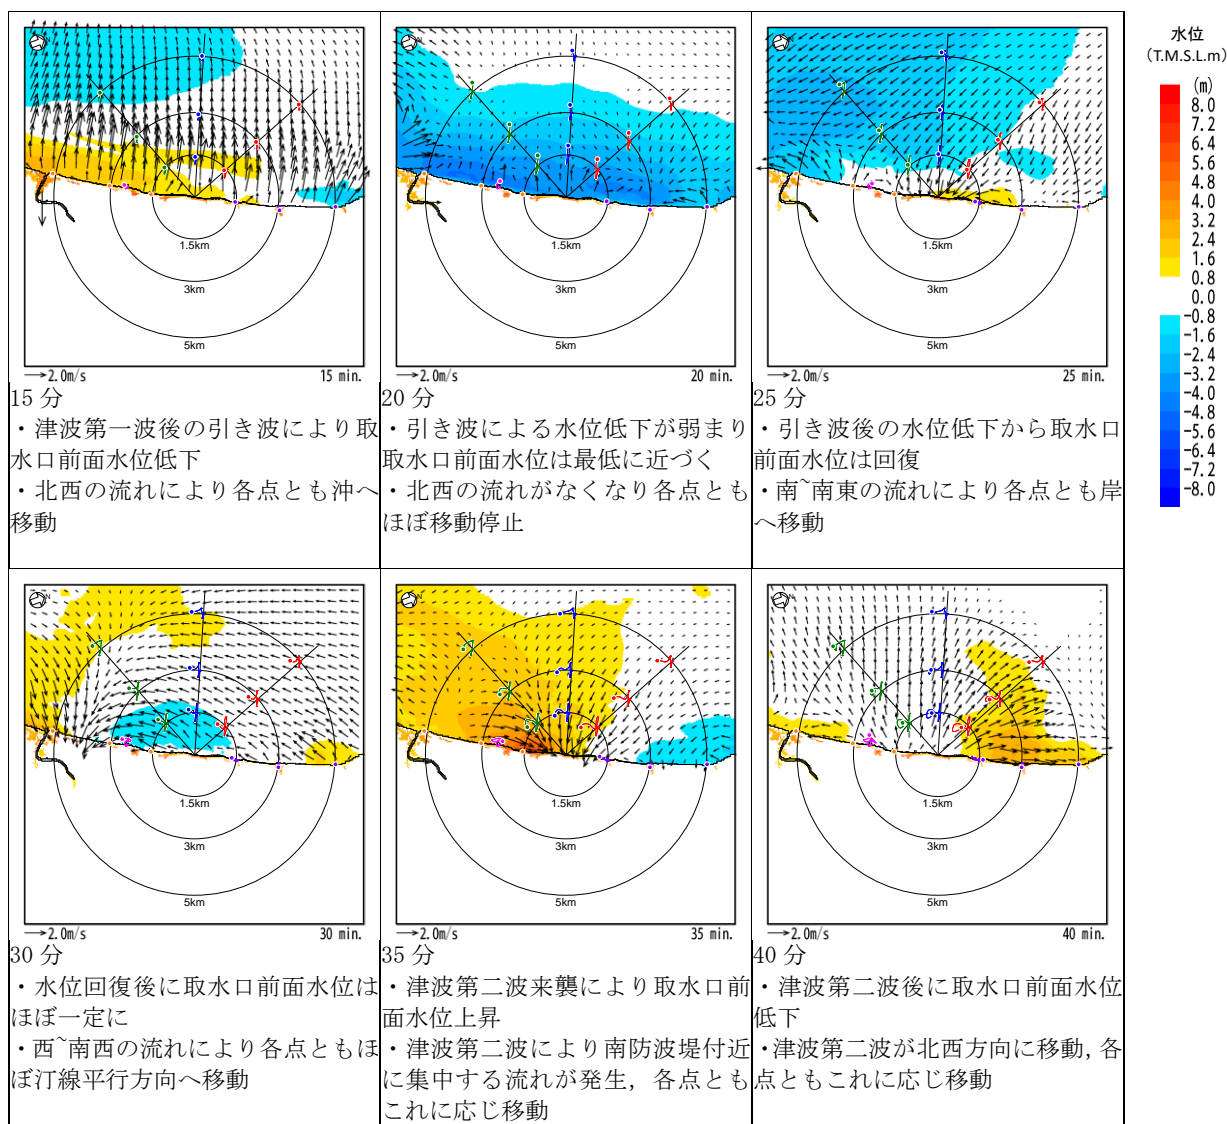 水位
(T.M.S.L.m)
(m)
8.0
7.2
6.4
5.6
4.8
4.0
3.2
2.4
1.6
0.8
0.0
-0.8
-1.6
-2.4
-3.2
-4.0
-4.8
-5.6
-6.4
-7.2
-8.0
N
1.5km
3km
5km
→2.0m/s 15 min.
15 分
・津波第一波後の引き波により取
水口前面水位低下
・北西の流れにより各点とも沖へ
移動
N
1.5km
3km
5km
→2.0m/s 20 min.
20 分
・引き波による水位低下が弱まり
取水口前面水位は最低に近づく
・北西の流れがなくなり各点とも
ほぼ移動停止
N
1.5km
3km
5km
→2.0m/s 25 min.
25 分
・引き波後の水位低下から取水口
前面水位は回復
・南~南東の流れにより各点とも岸
へ移動
N
1.5km
3km
5km
→2.0m/s 30 min.
30 分
・水位回復後に取水口前面水位は
ほぼ一定に
・西~南西の流れにより各点ともほ
ぼ汀線平行方向へ移動
N
1.5km
3km
5km
→2.0m/s 35 min.
35 分
・津波第二波来襲により取水口前
面水位上昇
・津波第二波により南防波堤付近
に集中する流れが発生，各点とも
これに応じ移動
N
1.5km
3km
5km
→2.0m/s 40 min.
40 分
・津波第二波後に取水口前面水位
低下
・津波第二波が北西方向に移動，各
点ともこれに応じ移動